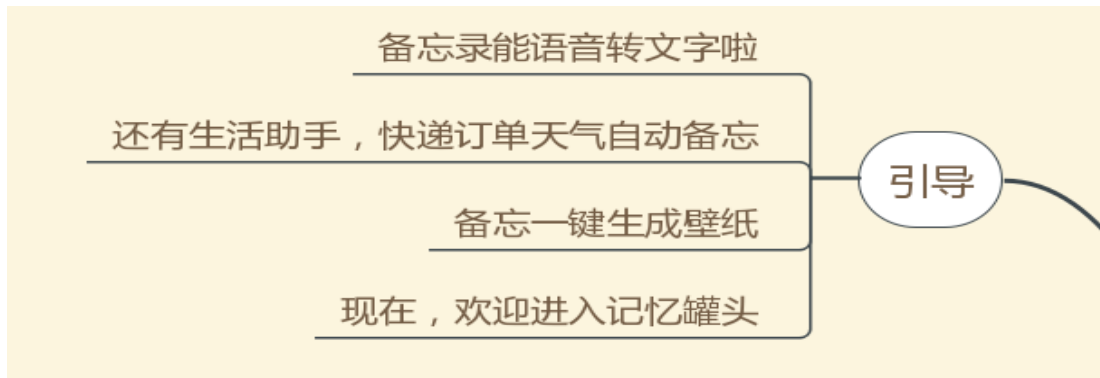 备忘录能语音转文字啦
还有生活助手，快递订单天气自动备忘
备忘一键生成壁纸
现在，欢迎进入记忆罐头
引导